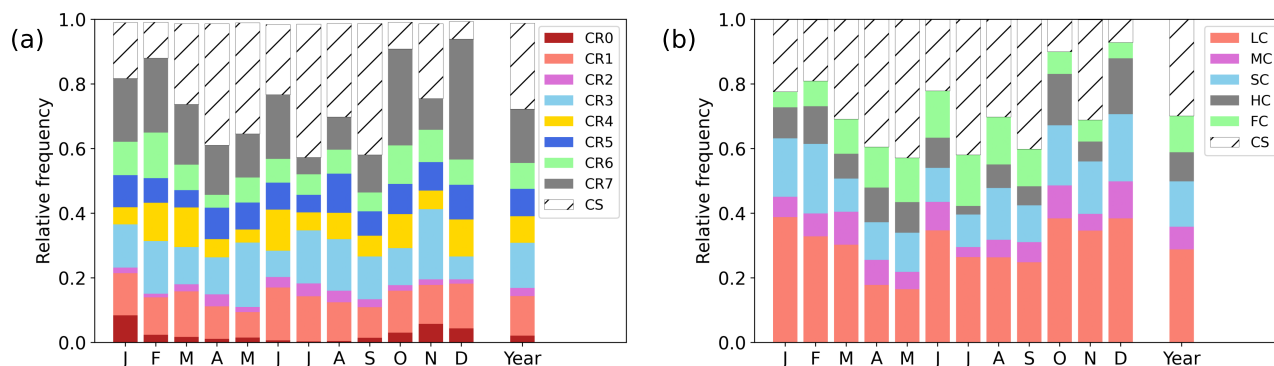 (a)
Relative frequency
1.0
0.8
0.6
0.4
0.2
0.0
J F M A M J J A S O N D Year
CR0
CR1
CR2
CR3
CR4
CR5
CR6
CR7
CS
(b)
Relative frequency
1.0
0.8
0.6
0.4
0.2
0.0
J F M A M J J A S O N D Year
LC
MC
SC
HC
FC
CS